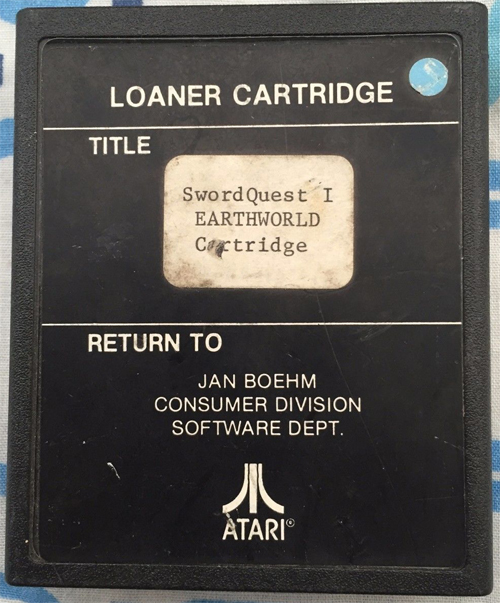 LOANER CARTRIDGE
TITLE
SwordQuest I
EARTHWORLD
Cartridge
RETURN TO
JAN BOEHM
CONSUMER DIVISION
SOFTWARE DEPT.
ATARI®